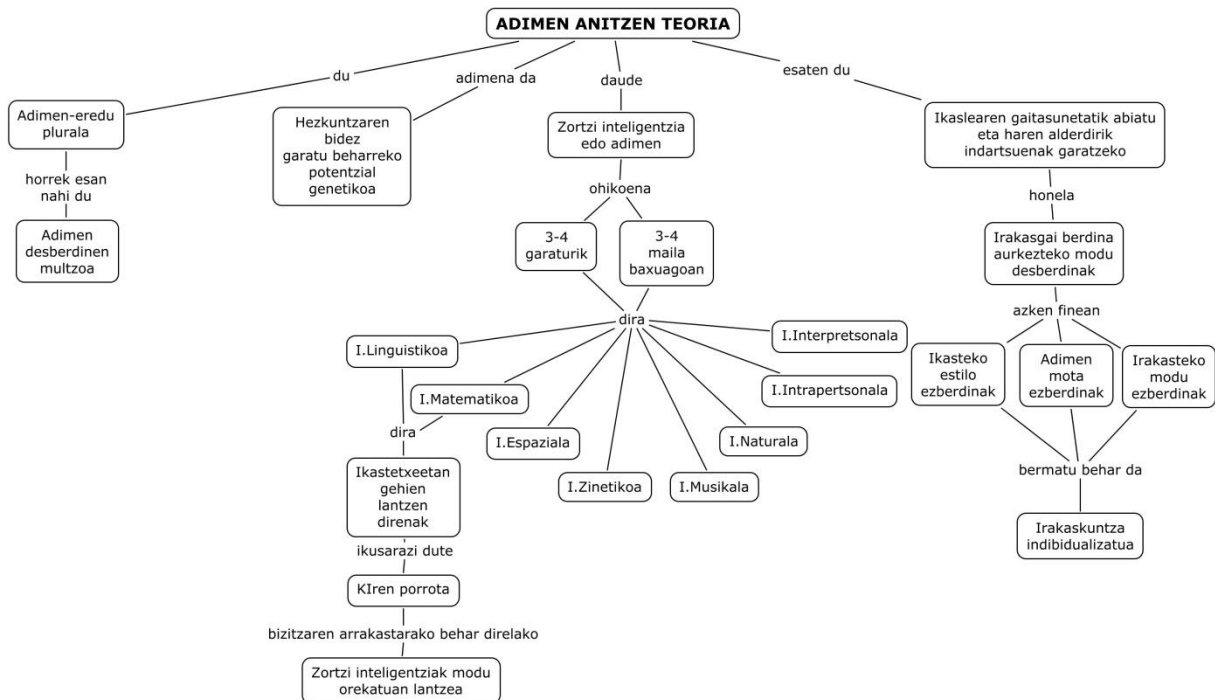 ADIMEN ANITZEN TEORIA
du
adimena da
daude
esaten du
Adimen-eredu
plurala
horrek esan
nahi du
Adimen
desberdinen
multzoa
Hezkuntzaren
bidez
garatu beharreko
potentzial
genetikoa
Zortzi inteligentzia
edo adimen
ohikoena
3-4
garaturik
3-4
maila
baxuagoan
dira
I.Linguistikoa
I.Matematikoa
I.Espaziala
I.Zinetikoa
I.Musikala
I.Naturala
I.Intrapertsonala
I.Interpretsonala
dira
Ikastetxeetan
gehien
lantzen
direnak
ikusarazi dute
KIren porrota
bizitzaren arrakastarako behar direlako
Zortzi inteligentziak modu
orekatuan lantzea
Ikaslearen gaitasunetatik abiatu
eta haren alderdirik
indartsuenak garatzeko
honela
Irakasgai berdina
aurkezteko modu
desberdinak
azken finean
Ikasteko
estilo
ezberdinak
Adimen
mota
ezberdinak
Irakasteko
modu
ezberdinak
bermatu behar da
Irakaskuntza
indibidualizatua